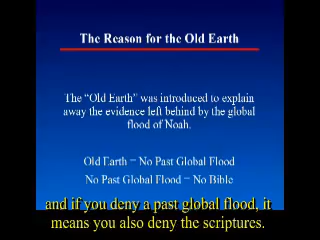 The Reason for the Old Earth
The “Old Earth” was introduced to explain
away the evidence left behind by the global
flood of Noah.
Old Earth = No Past Global Flood
No Past Global Flood = No Bible
and if you deny a past global flood, it
means you also deny the scriptures.